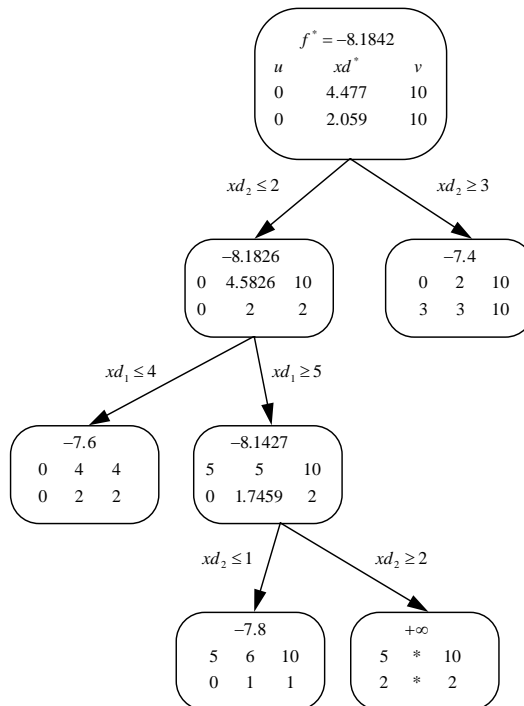 f* = −8.1842
u xd* v
0 4.477 10
0 2.059 10
xd₂ ≤ 2 xd₂ ≥ 3
−8.1826
0 4.5826 10
0 2 2
−7.4
0 2 10
3 3 10
xd₁ ≤ 4 xd₁ ≥ 5
−7.6
0 4 4
0 2 2
−8.1427
5 5 10
0 1.7459 2
xd₂ ≤ 1 xd₂ ≥ 2
−7.8
5 6 10
0 1 1
+∞
5 * 10
2 * 2